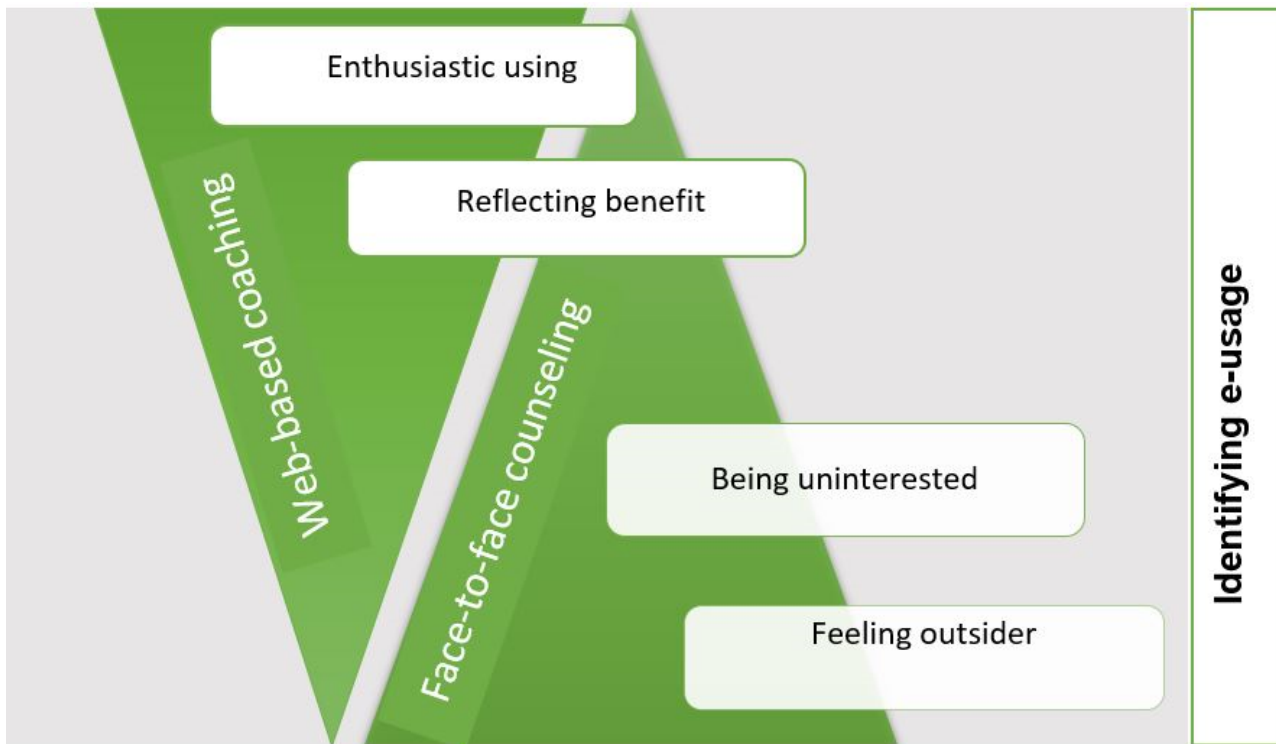 Enthusiastic using
Reflecting benefit
Web-based coaching
Face-to-face counseling
Being uninterested
Feeling outsider
Identifying e-usage